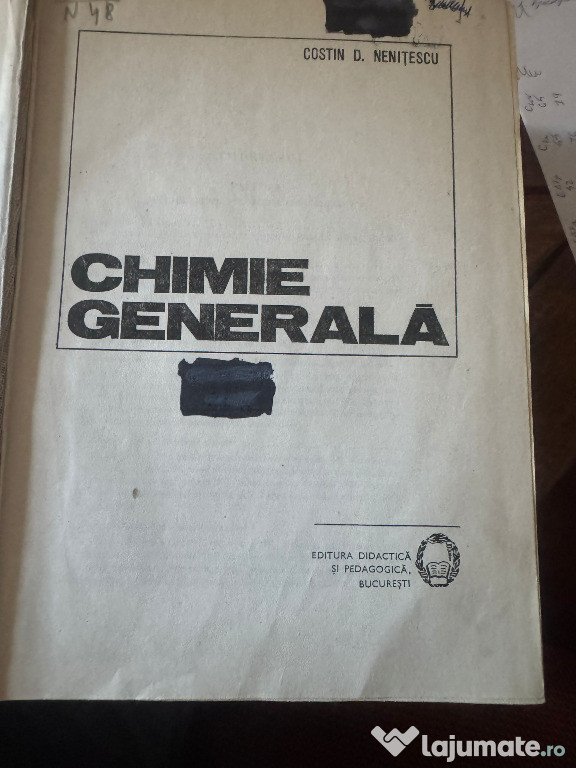 N 48
COSTIN D. NENIȚESCU
CHIMIE
GENERALĂ
EDITURA DIDACTICĂ
ȘI PEDAGOGICĂ,
BUCUREȘTI
lajumate.ro